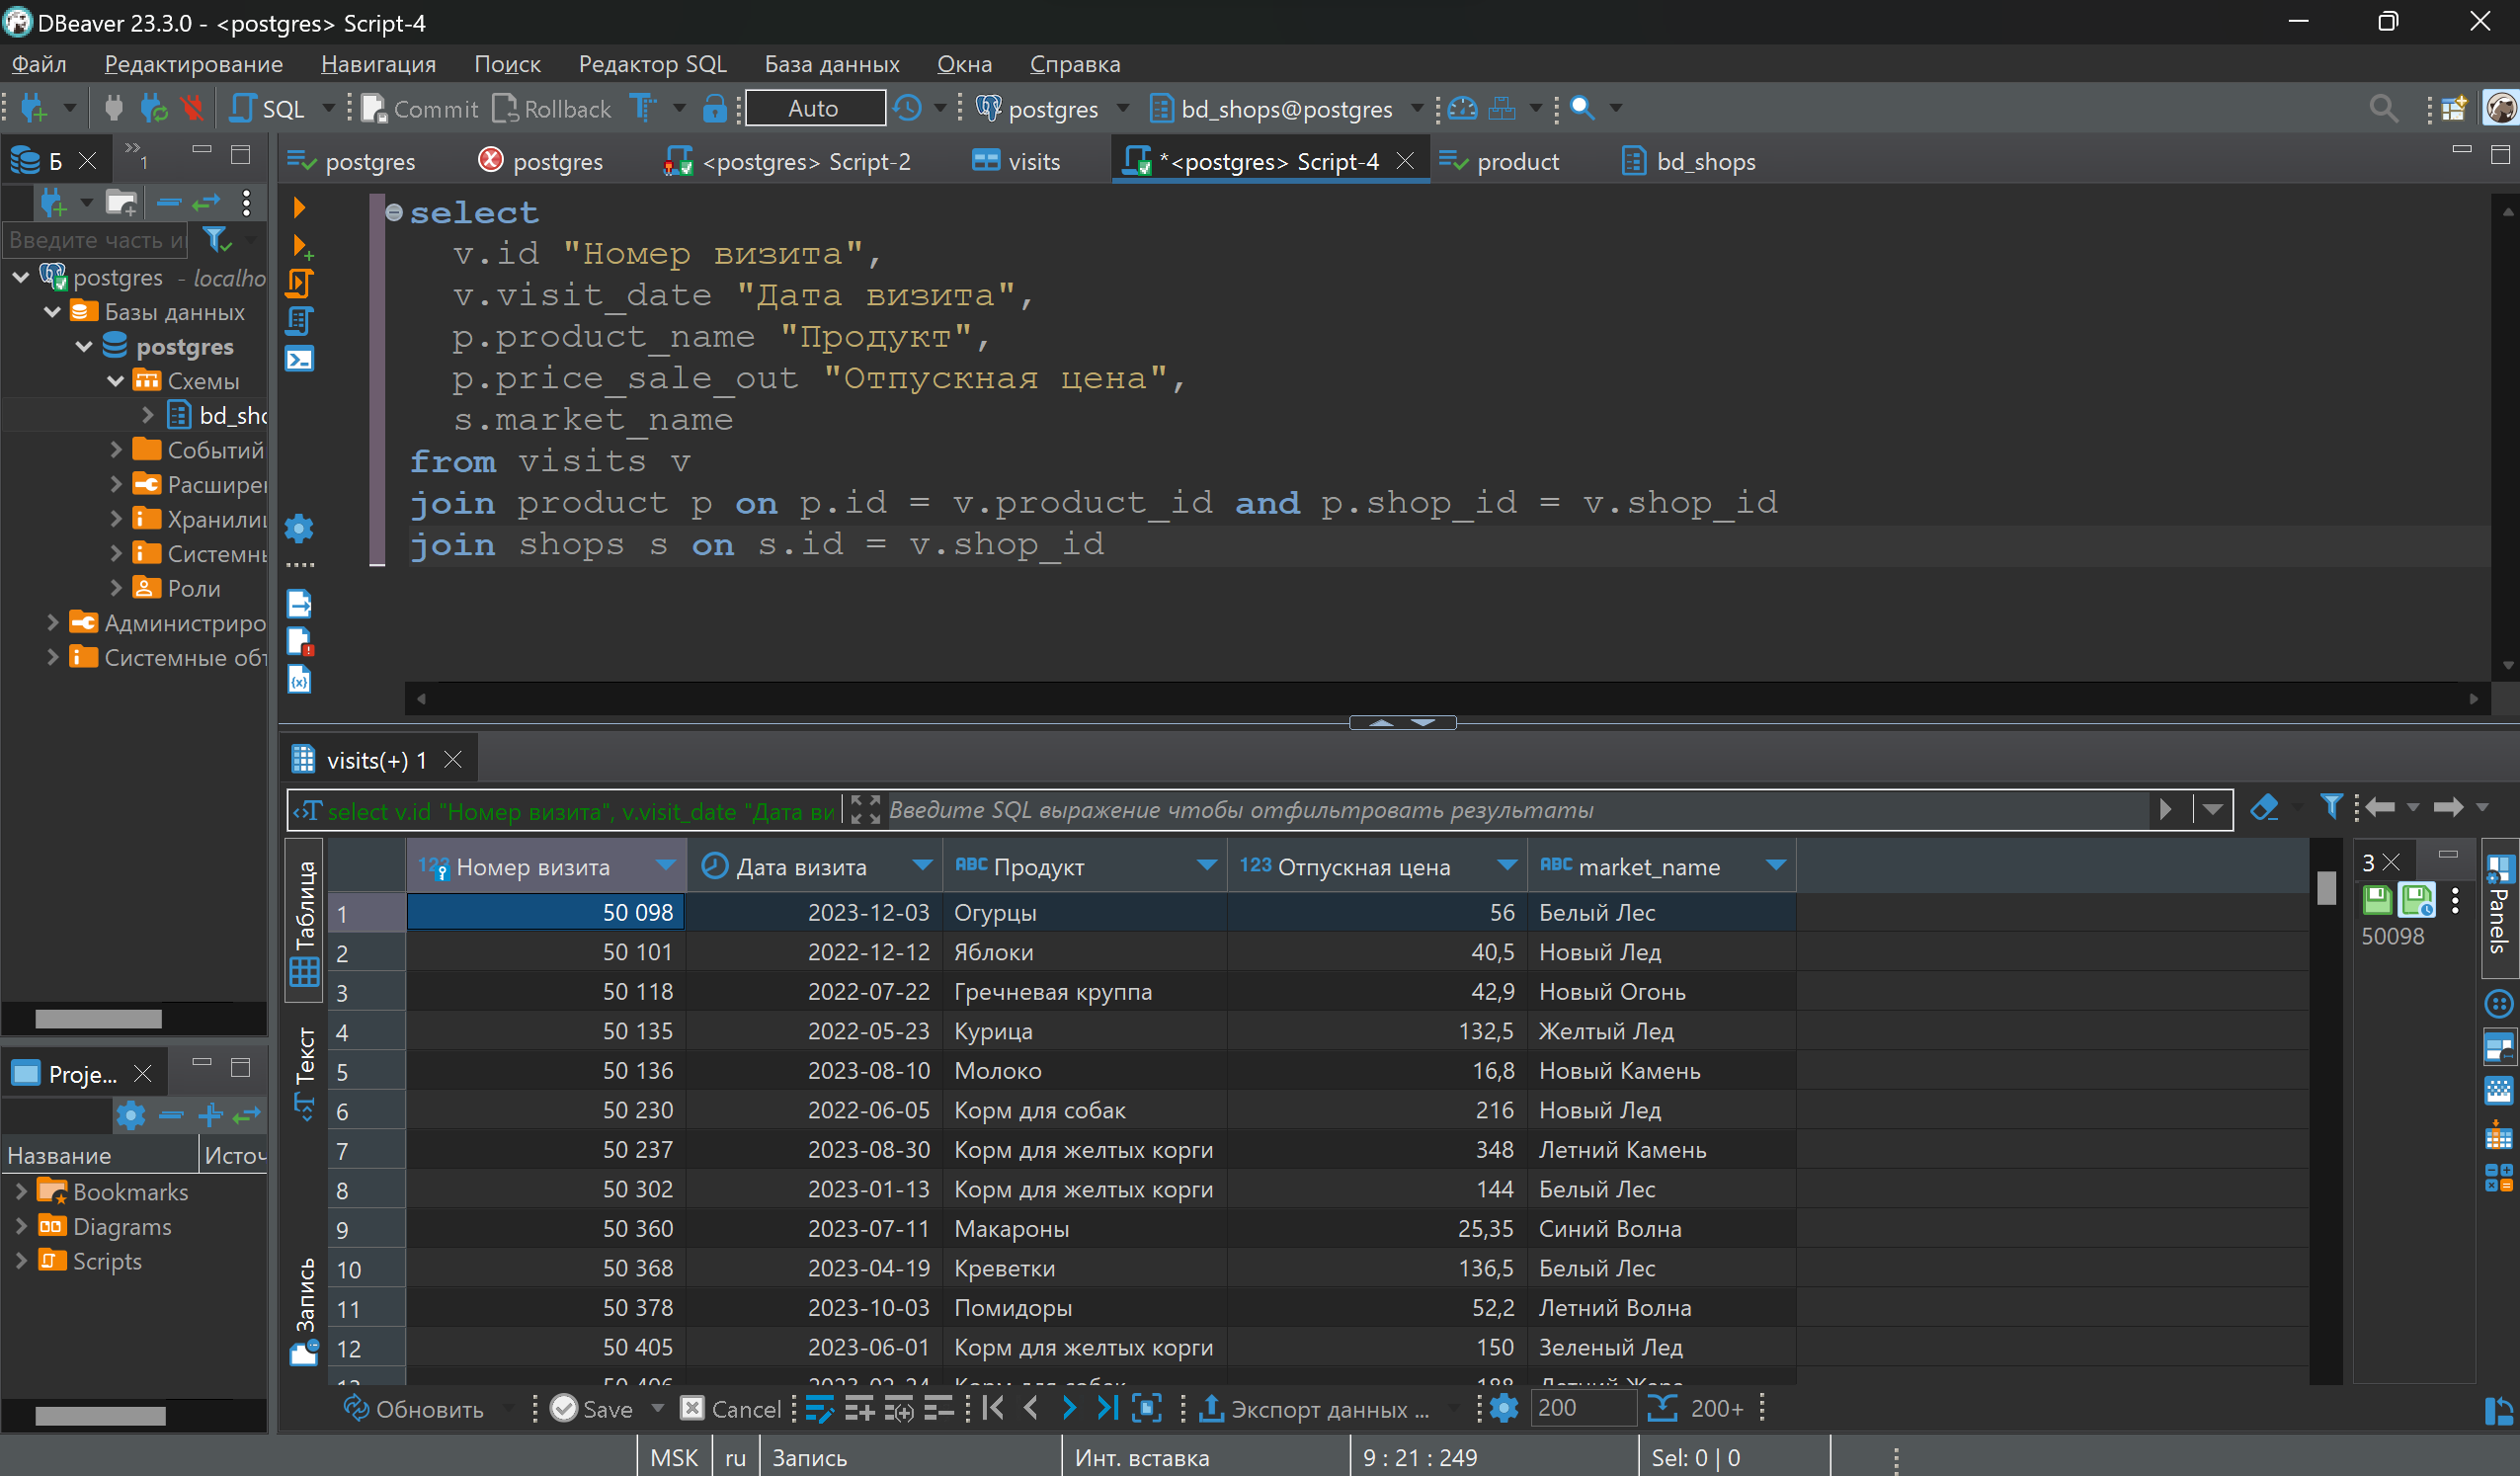 DBeaver 23.3.0 - <postgres> Script-4
Файл Редактирование Навигация Поиск Редактор SQL База данных Окна Справка
SQL Commit Rollback Auto postgres bd_shops@postgres
Б 1
postgres postgres <postgres> Script-2 visits *<postgres> Script-4 product bd_shops
Введите часть и
postgres - localho
Базы данных
postgres
Схемы
bd_sho
Событий
Расширен
Хранилищ
Системны
Роли
Администриро
Системные объ
select
v.id "Номер визита",
v.visit_date "Дата визита",
p.product_name "Продукт",
p.price_sale_out "Отпускная цена",
s.market_name
from visits v
join product p on p.id = v.product_id and p.shop_id = v.shop_id
join shops s on s.id = v.shop_id
Proje...
Название Источ
Bookmarks
Diagrams
Scripts
visits(+) 1
select v.id "Номер визита", v.visit_date "Дата ви Введите SQL выражение чтобы отфильтровать результаты
Таблица
Текст
Запись
123 Номер визита Дата визита ABC Продукт 123 Отпускная цена ABC market_name
1 50 098 2023-12-03 Огурцы 56 Белый Лес
2 50 101 2022-12-12 Яблоки 40,5 Новый Лед
3 50 118 2022-07-22 Гречневая круппа 42,9 Новый Огонь
4 50 135 2022-05-23 Курица 132,5 Желтый Лед
5 50 136 2023-08-10 Молоко 16,8 Новый Камень
6 50 230 2022-06-05 Корм для собак 216 Новый Лед
7 50 237 2023-08-30 Корм для желтых корги 348 Летний Камень
8 50 302 2023-01-13 Корм для желтых корги 144 Белый Лес
9 50 360 2023-07-11 Макароны 25,35 Синий Волна
10 50 368 2023-04-19 Креветки 136,5 Белый Лес
11 50 378 2023-10-03 Помидоры 52,2 Летний Волна
12 50 405 2023-06-01 Корм для желтых корги 150 Зеленый Лед
3
50098
Panels
Обновить Save Cancel Экспорт данных ... 200 200+
MSK ru Запись Инт. вставка 9 : 21 : 249 Sel: 0 | 0